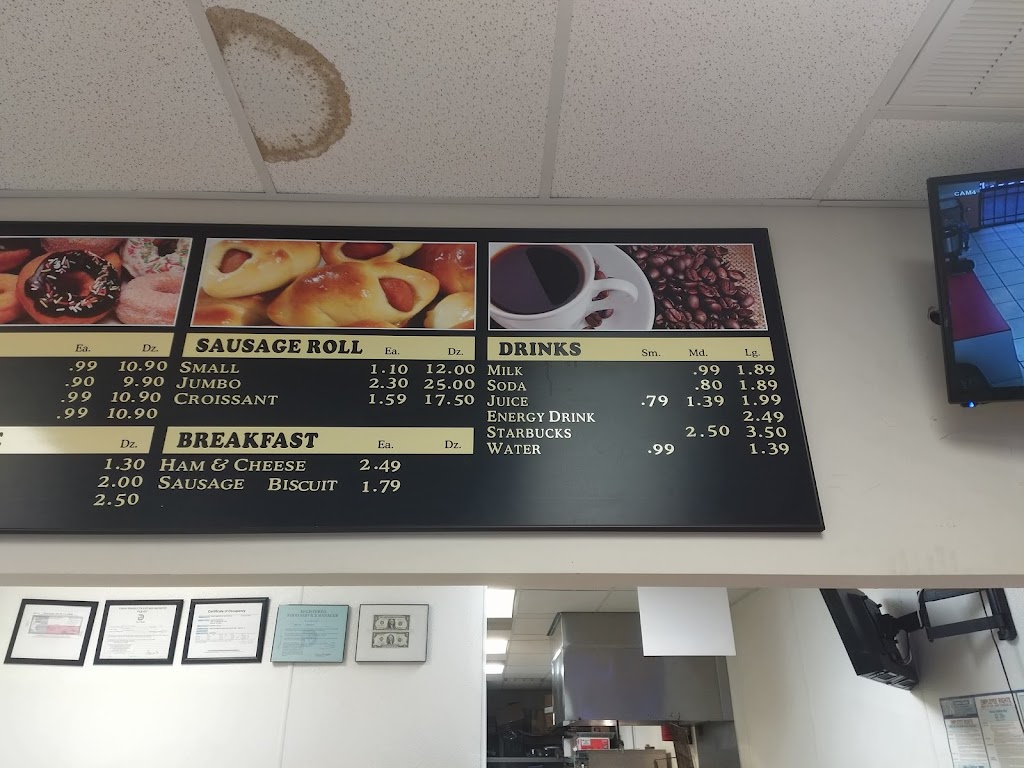 CAM4
Ea. Dz.
.99 10.90
.90 9.90
.99 10.90
.99 10.90
Dz.
1.30
2.00
2.50
SAUSAGE ROLL Ea. Dz.
SMALL 1.10 12.00
JUMBO 2.30 25.00
CROISSANT 1.59 17.50
BREAKFAST Ea. Dz.
HAM & CHEESE 2.49
SAUSAGE BISCUIT 1.79
DRINKS Sm. Md. Lg.
MILK .99 1.89
SODA .80 1.89
JUICE .79 1.39 1.99
ENERGY DRINK 2.49
STARBUCKS 2.50 3.50
WATER .99 1.39
Certificate of Occupancy